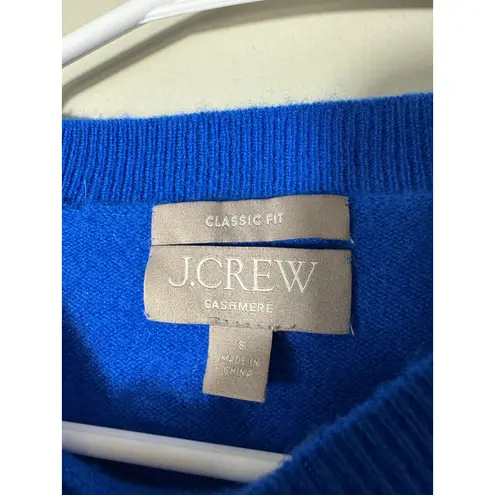 CLASSIC FIT
J.CREW
CASHMERE
S
MADE IN
CHINA